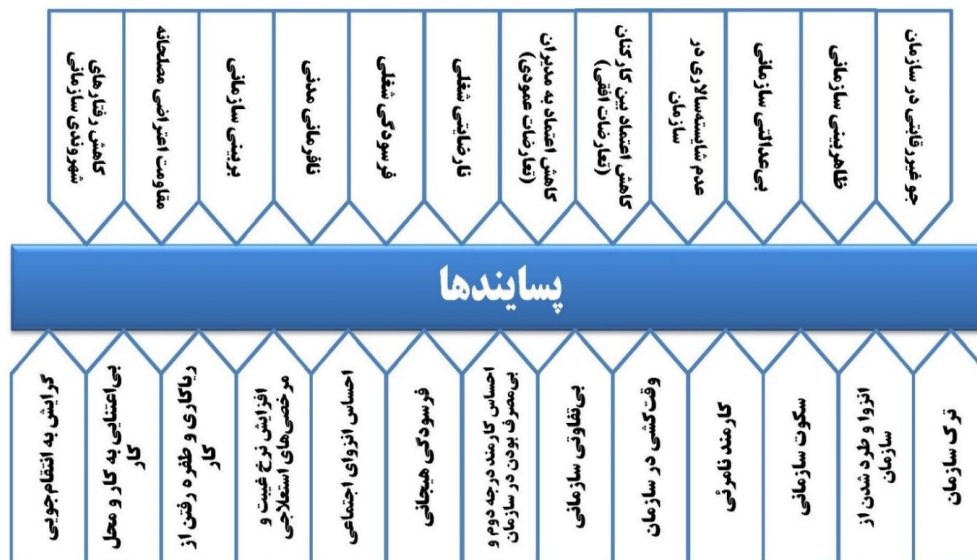 جو غیررقابتی در سازمان
ظاهربینی سازمانی
بی‌عدالتی سازمانی
عدم شایسته‌سالاری در
سازمان
کاهش اعتماد بین کارکنان
(تعارضات افقی)
کاهش اعتماد به مدیران
(تعارضات عمودی)
نارضایتی شغلی
فرسودگی شغلی
نافرمانی مدنی
بربینی سازمانی
مقاومت اعتراضی مصلحانه
کاهش رفتارهای
شهروندی سازمانی
پسایندها
ترک سازمان
انزوا و طرد شدن از
سازمان
سکوت سازمانی
کارمند نامرئی
وقت‌کشی در سازمان
بی‌تفاوتی سازمانی
احساس کارمند درجه دوم و
بی‌مصرف بودن در سازمان
فرسودگی هیجانی
احساس انزوای اجتماعی
افزایش نرخ غیبت و
مرخصی‌های استعلاجی
ریاکاری و طفره رفتن از
کار
بی‌اعتنایی به کار و محل
کار
گرایش به انتقام‌جویی